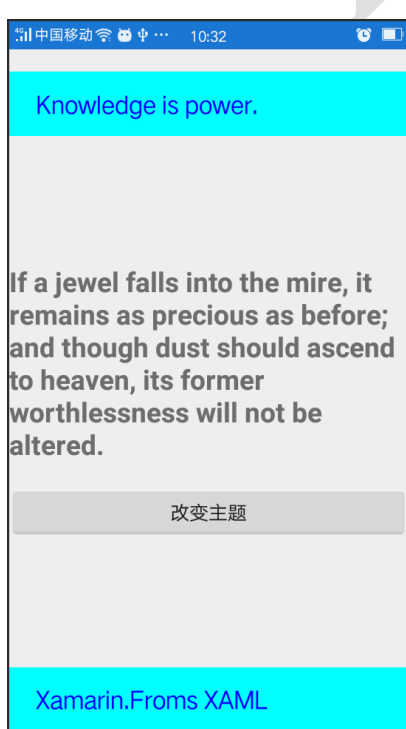 4G 中国移动 10:32
Knowledge is power.
If a jewel falls into the mire, it
remains as precious as before;
and though dust should ascend
to heaven, its former
worthlessness will not be
altered.
改变主题
Xamarin.Froms XAML